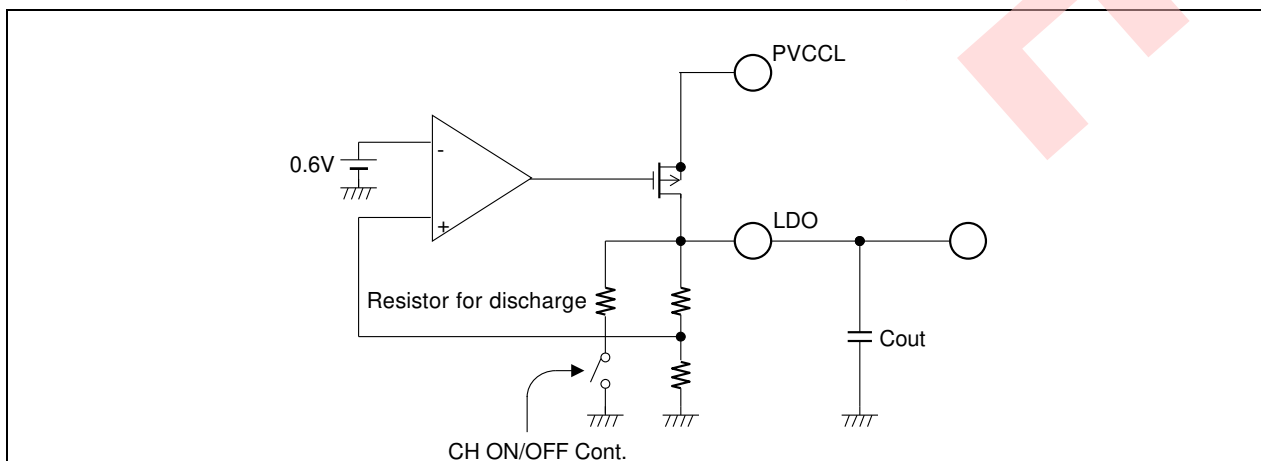 PVCCL
0.6V
-
+
LDO
Resistor for discharge
Cout
CH ON/OFF Cont.